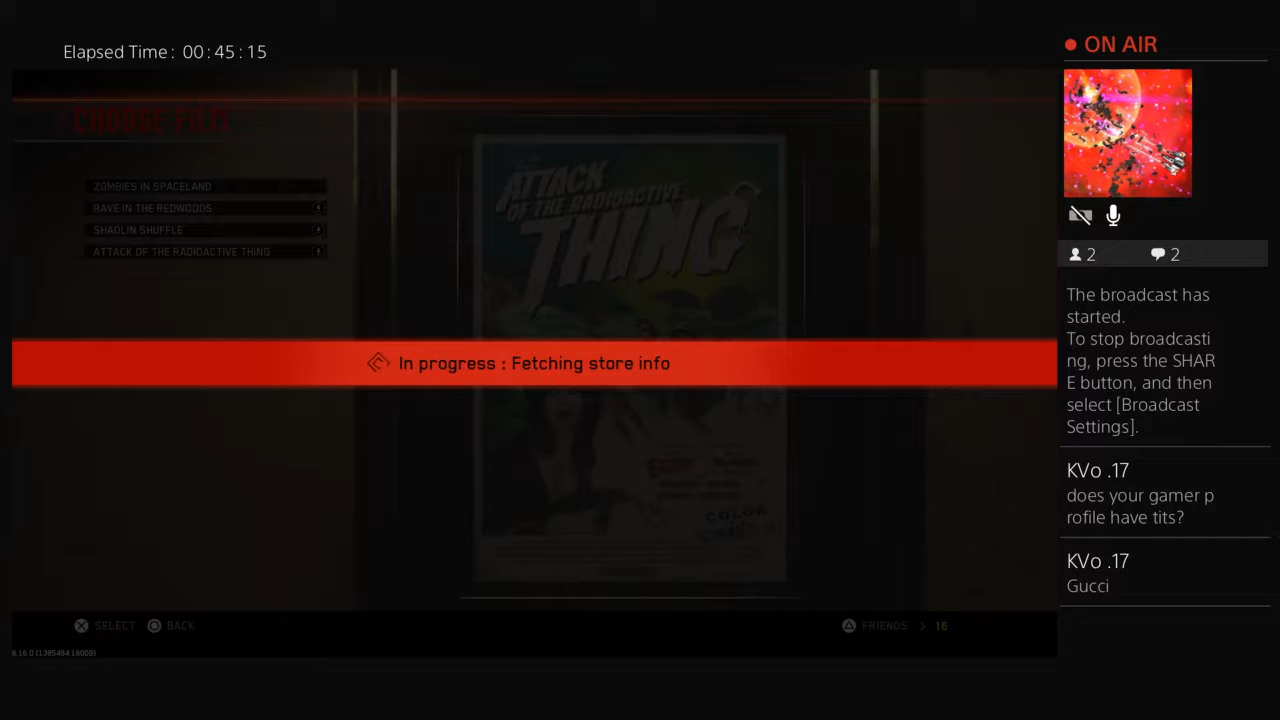 Elapsed Time: 00:45:15
ON AIR
CHOOSE FILM
ZOMBIES IN SPACELAND
RAVE IN THE REDWOODS
SHAOLIN SHUFFLE
ATTACK OF THE RADIOACTIVE THING
ATTACK
OF THE RADIOACTIVE
THING
In progress : Fetching store info
COLOR
2
2
The broadcast has
started.
To stop broadcasti
ng, press the SHAR
E button, and then
select [Broadcast
Settings].
KVo .17
does your gamer p
rofile have tits?
KVo .17
Gucci
SELECT BACK
FRIENDS > 16